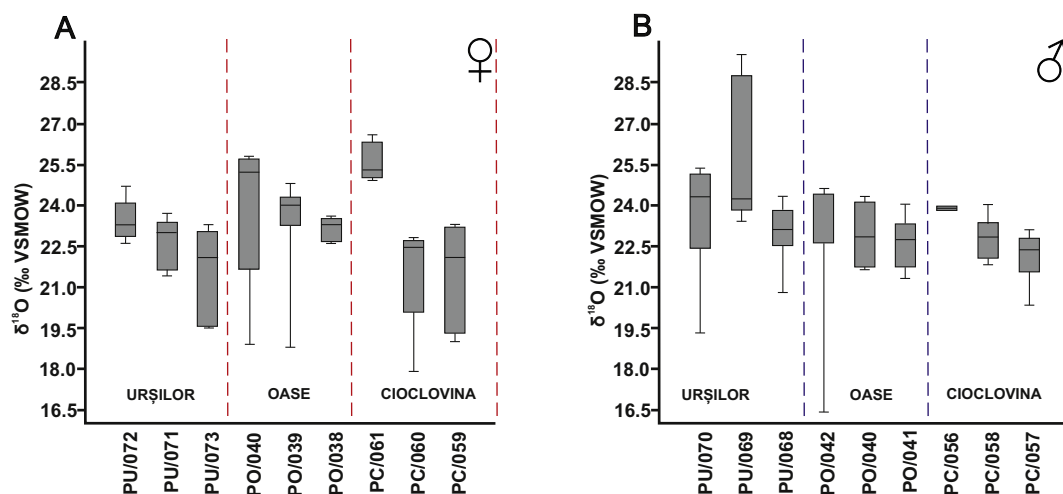 A
♀
δ¹⁸O (‰ VSMOW)
28.5
27.0
25.5
24.0
22.5
21.0
19.5
18.0
16.5
URȘILOR
OASE
CIOCLOVINA
PU/072
PU/071
PU/073
PO/040
PO/039
PO/038
PC/061
PC/060
PC/059
B
♂
δ¹⁸O (‰ VSMOW)
28.5
27.0
25.5
24.0
22.5
21.0
19.5
18.0
16.5
URȘILOR
OASE
CIOCLOVINA
PU/070
PU/069
PU/068
PO/042
PO/040
PO/041
PC/056
PC/058
PC/057